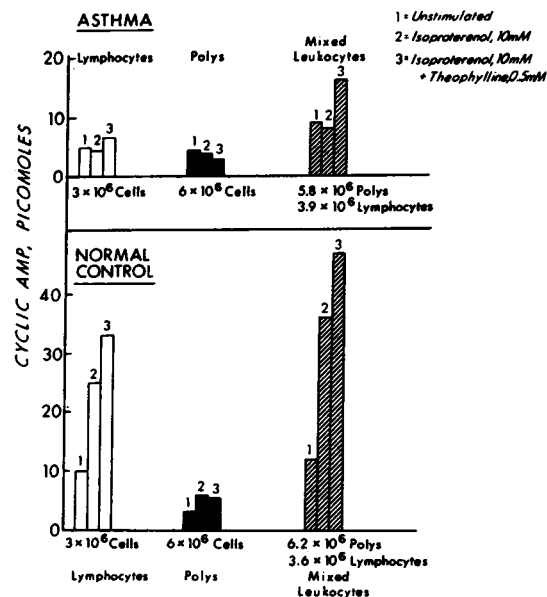 ASTHMA
1 = Unstimulated
2 = Isoproterenol, 10mM
3 = Isoproterenol, 10mM
+ Theophylline, 0.5mM
Lymphocytes
Polys
Mixed
Leukocytes
CYCLIC AMP, PICOMOLES
20
10
0
1 2 3
1 2 3
1 2 3
3 × 10⁶ Cells
6 × 10⁶ Cells
5.8 × 10⁶ Polys
3.9 × 10⁶ Lymphocytes
NORMAL
CONTROL
40
30
20
10
0
1 2 3
1 2 3
1 2 3
3 × 10⁶ Cells
6 × 10⁶ Cells
6.2 × 10⁶ Polys
3.6 × 10⁶ Lymphocytes
Lymphocytes
Polys
Mixed
Leukocytes